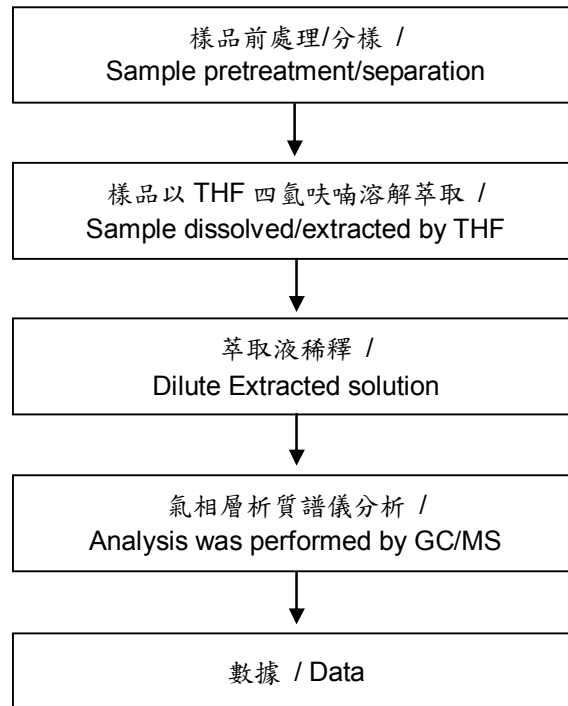 樣品前處理/分樣 /
Sample pretreatment/separation
樣品以 THF 四氫呋喃溶解萃取 /
Sample dissolved/extracted by THF
萃取液稀釋 /
Dilute Extracted solution
氣相層析質譜儀分析 /
Analysis was performed by GC/MS
數據 / Data